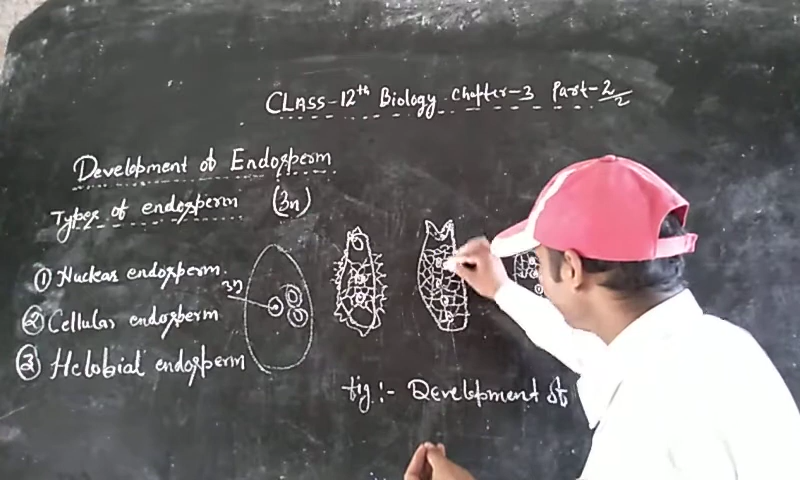 CLASS-12th Biology Chapter-3 Part-2/2
Development of Endosperm
Types of endosperm (3n)
① Nuclear endosperm.
② Cellular endosperm
③ Helobial endosperm
3n
fig :- Development